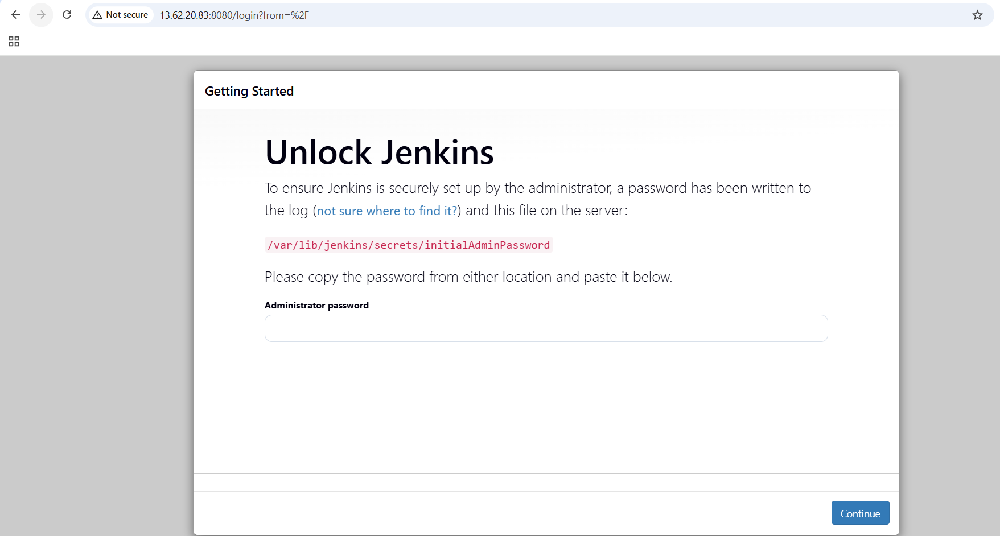 Not secure 13.62.20.83:8080/login?from=%2F
Getting Started
Unlock Jenkins
To ensure Jenkins is securely set up by the administrator, a password has been written to
the log (not sure where to find it?) and this file on the server:
/var/lib/jenkins/secrets/initialAdminPassword
Please copy the password from either location and paste it below.
Administrator password
Continue